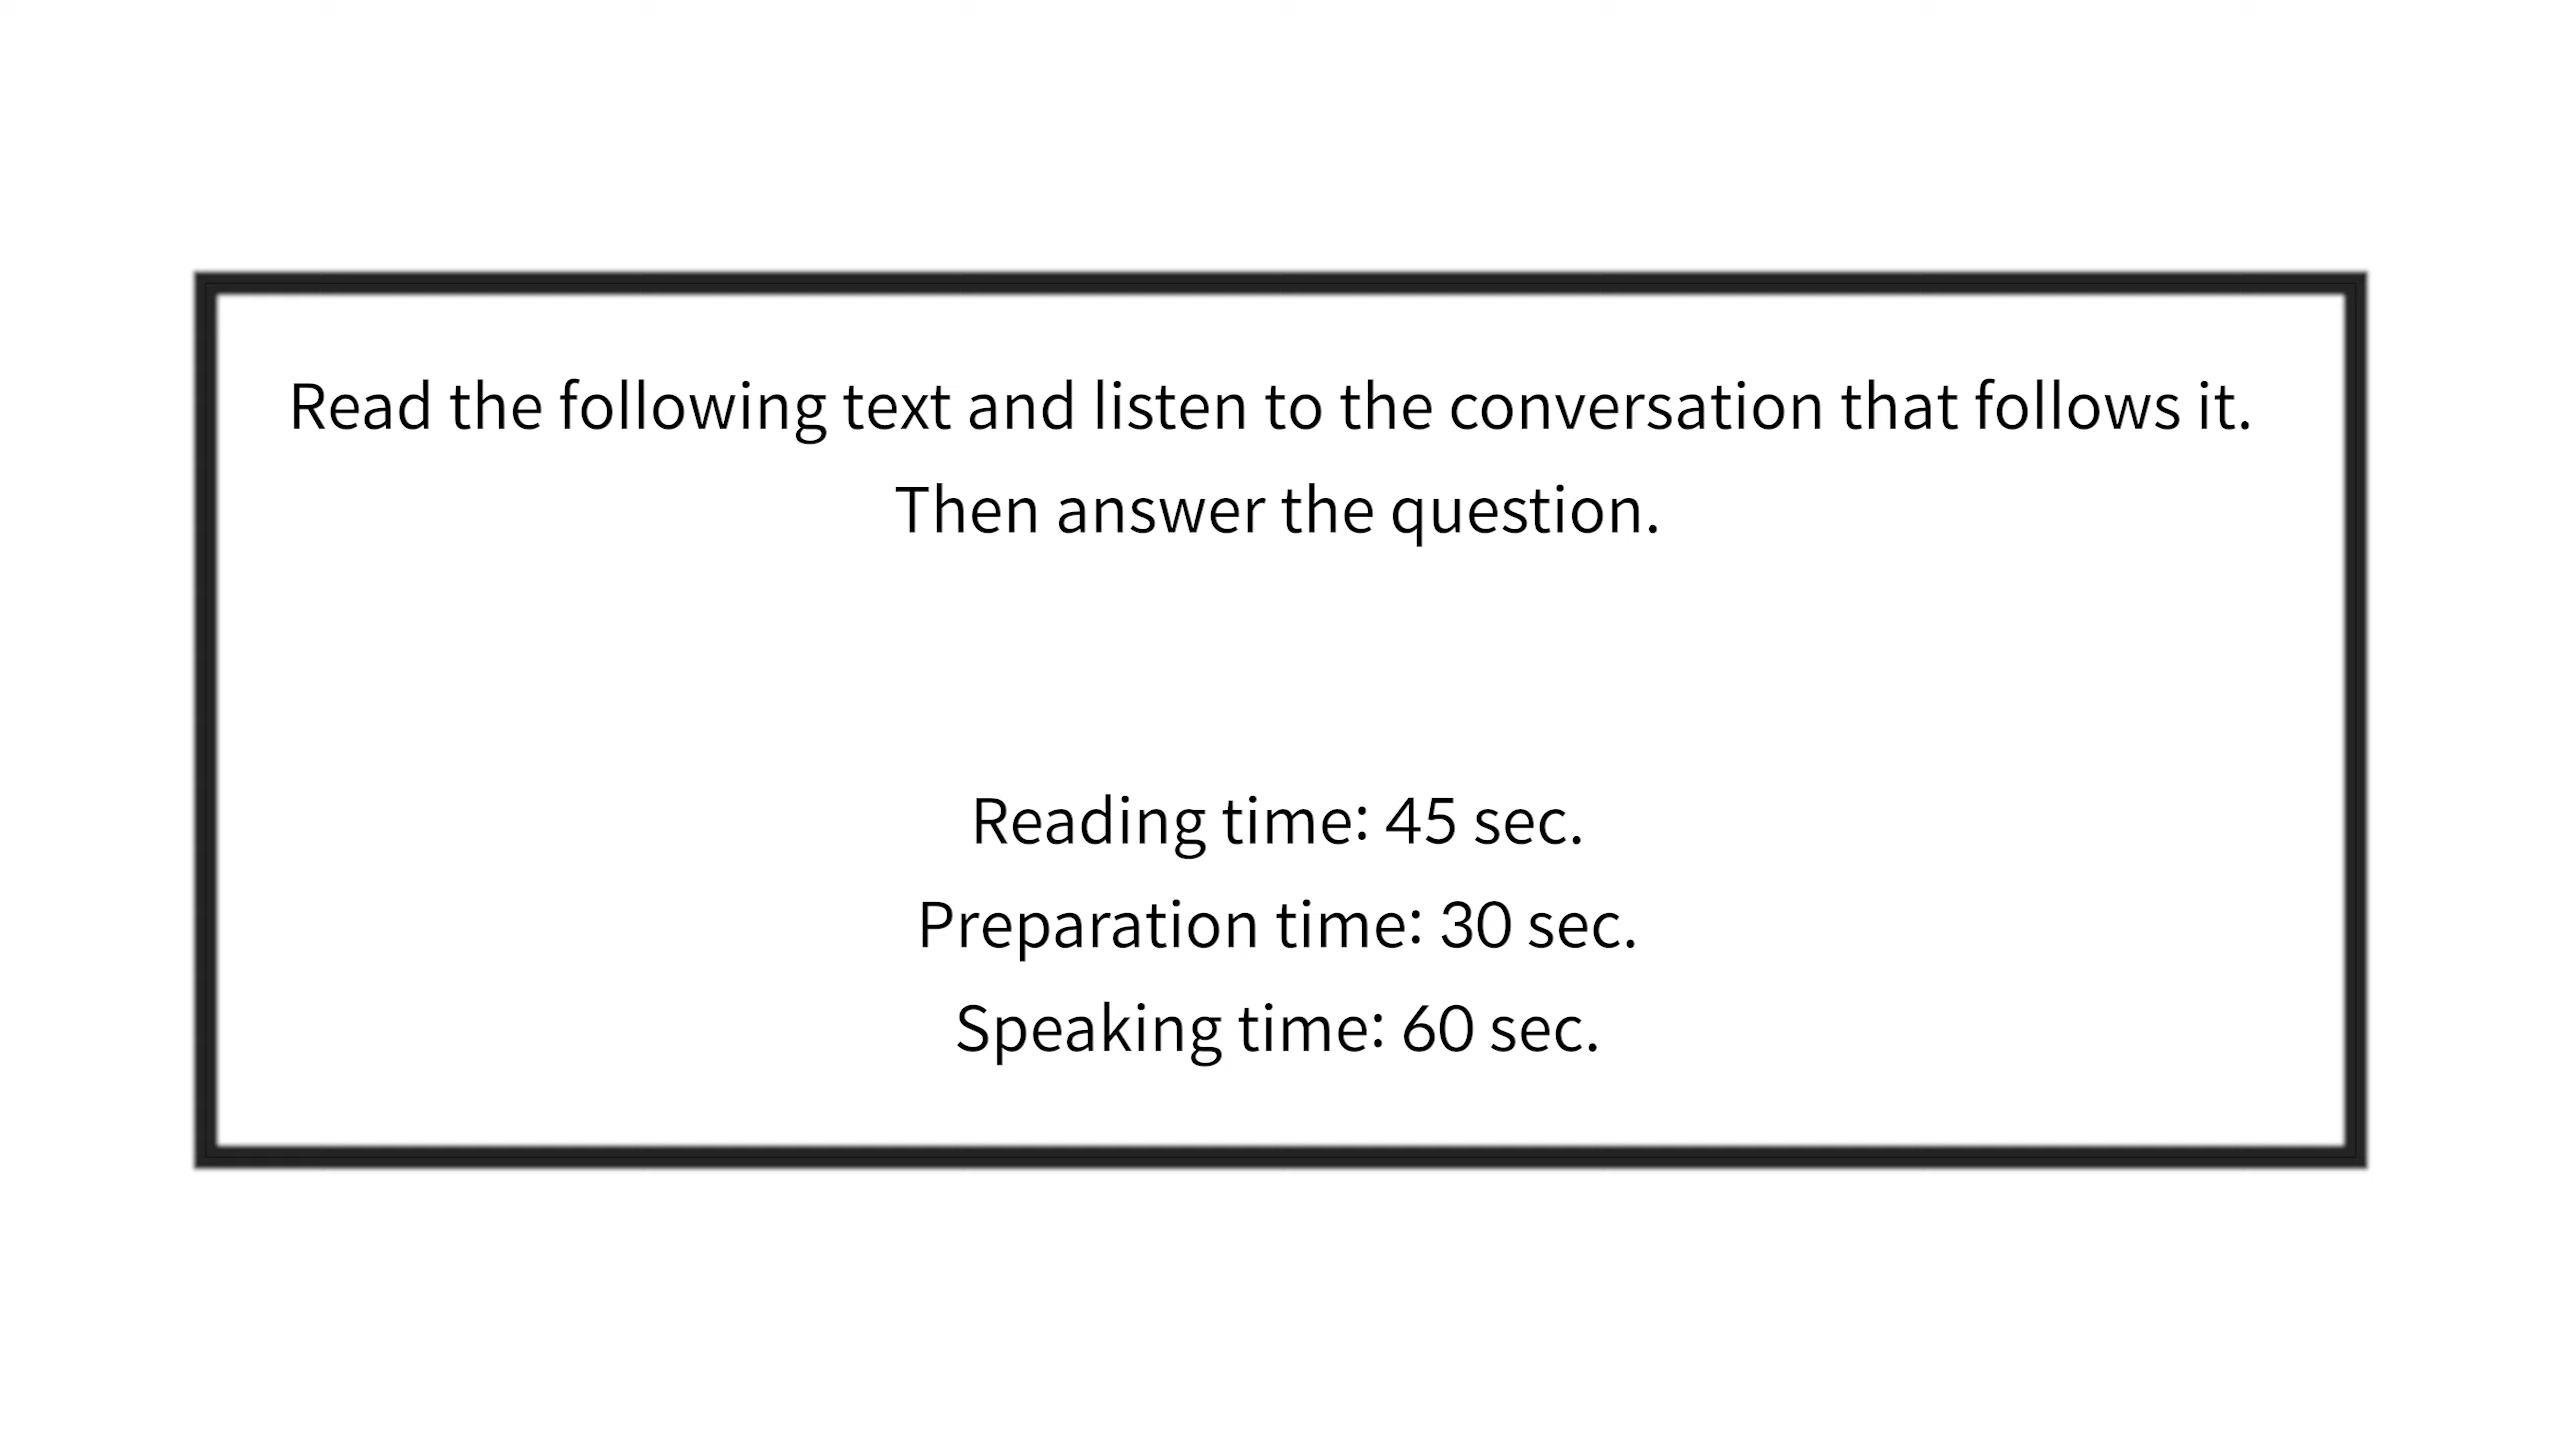 Read the following text and listen to the conversation that follows it.
Then answer the question.
Reading time: 45 sec.
Preparation time: 30 sec.
Speaking time: 60 sec.